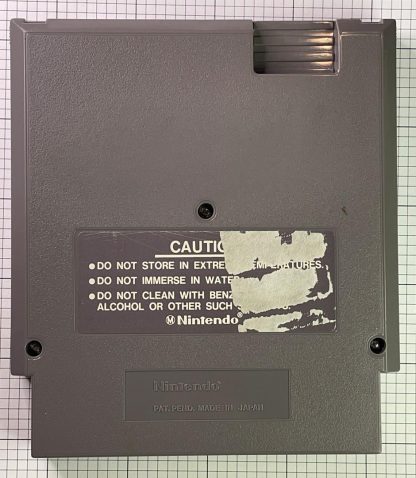 CAUTIO
● DO NOT STORE IN EXTRE EMPERATURES.
● DO NOT IMMERSE IN WATE
● DO NOT CLEAN WITH BENZ
ALCOHOL OR OTHER SUCH
Ⓜ Nintendo®
Nintendo®
PAT. PEND. MADE IN JAPAN